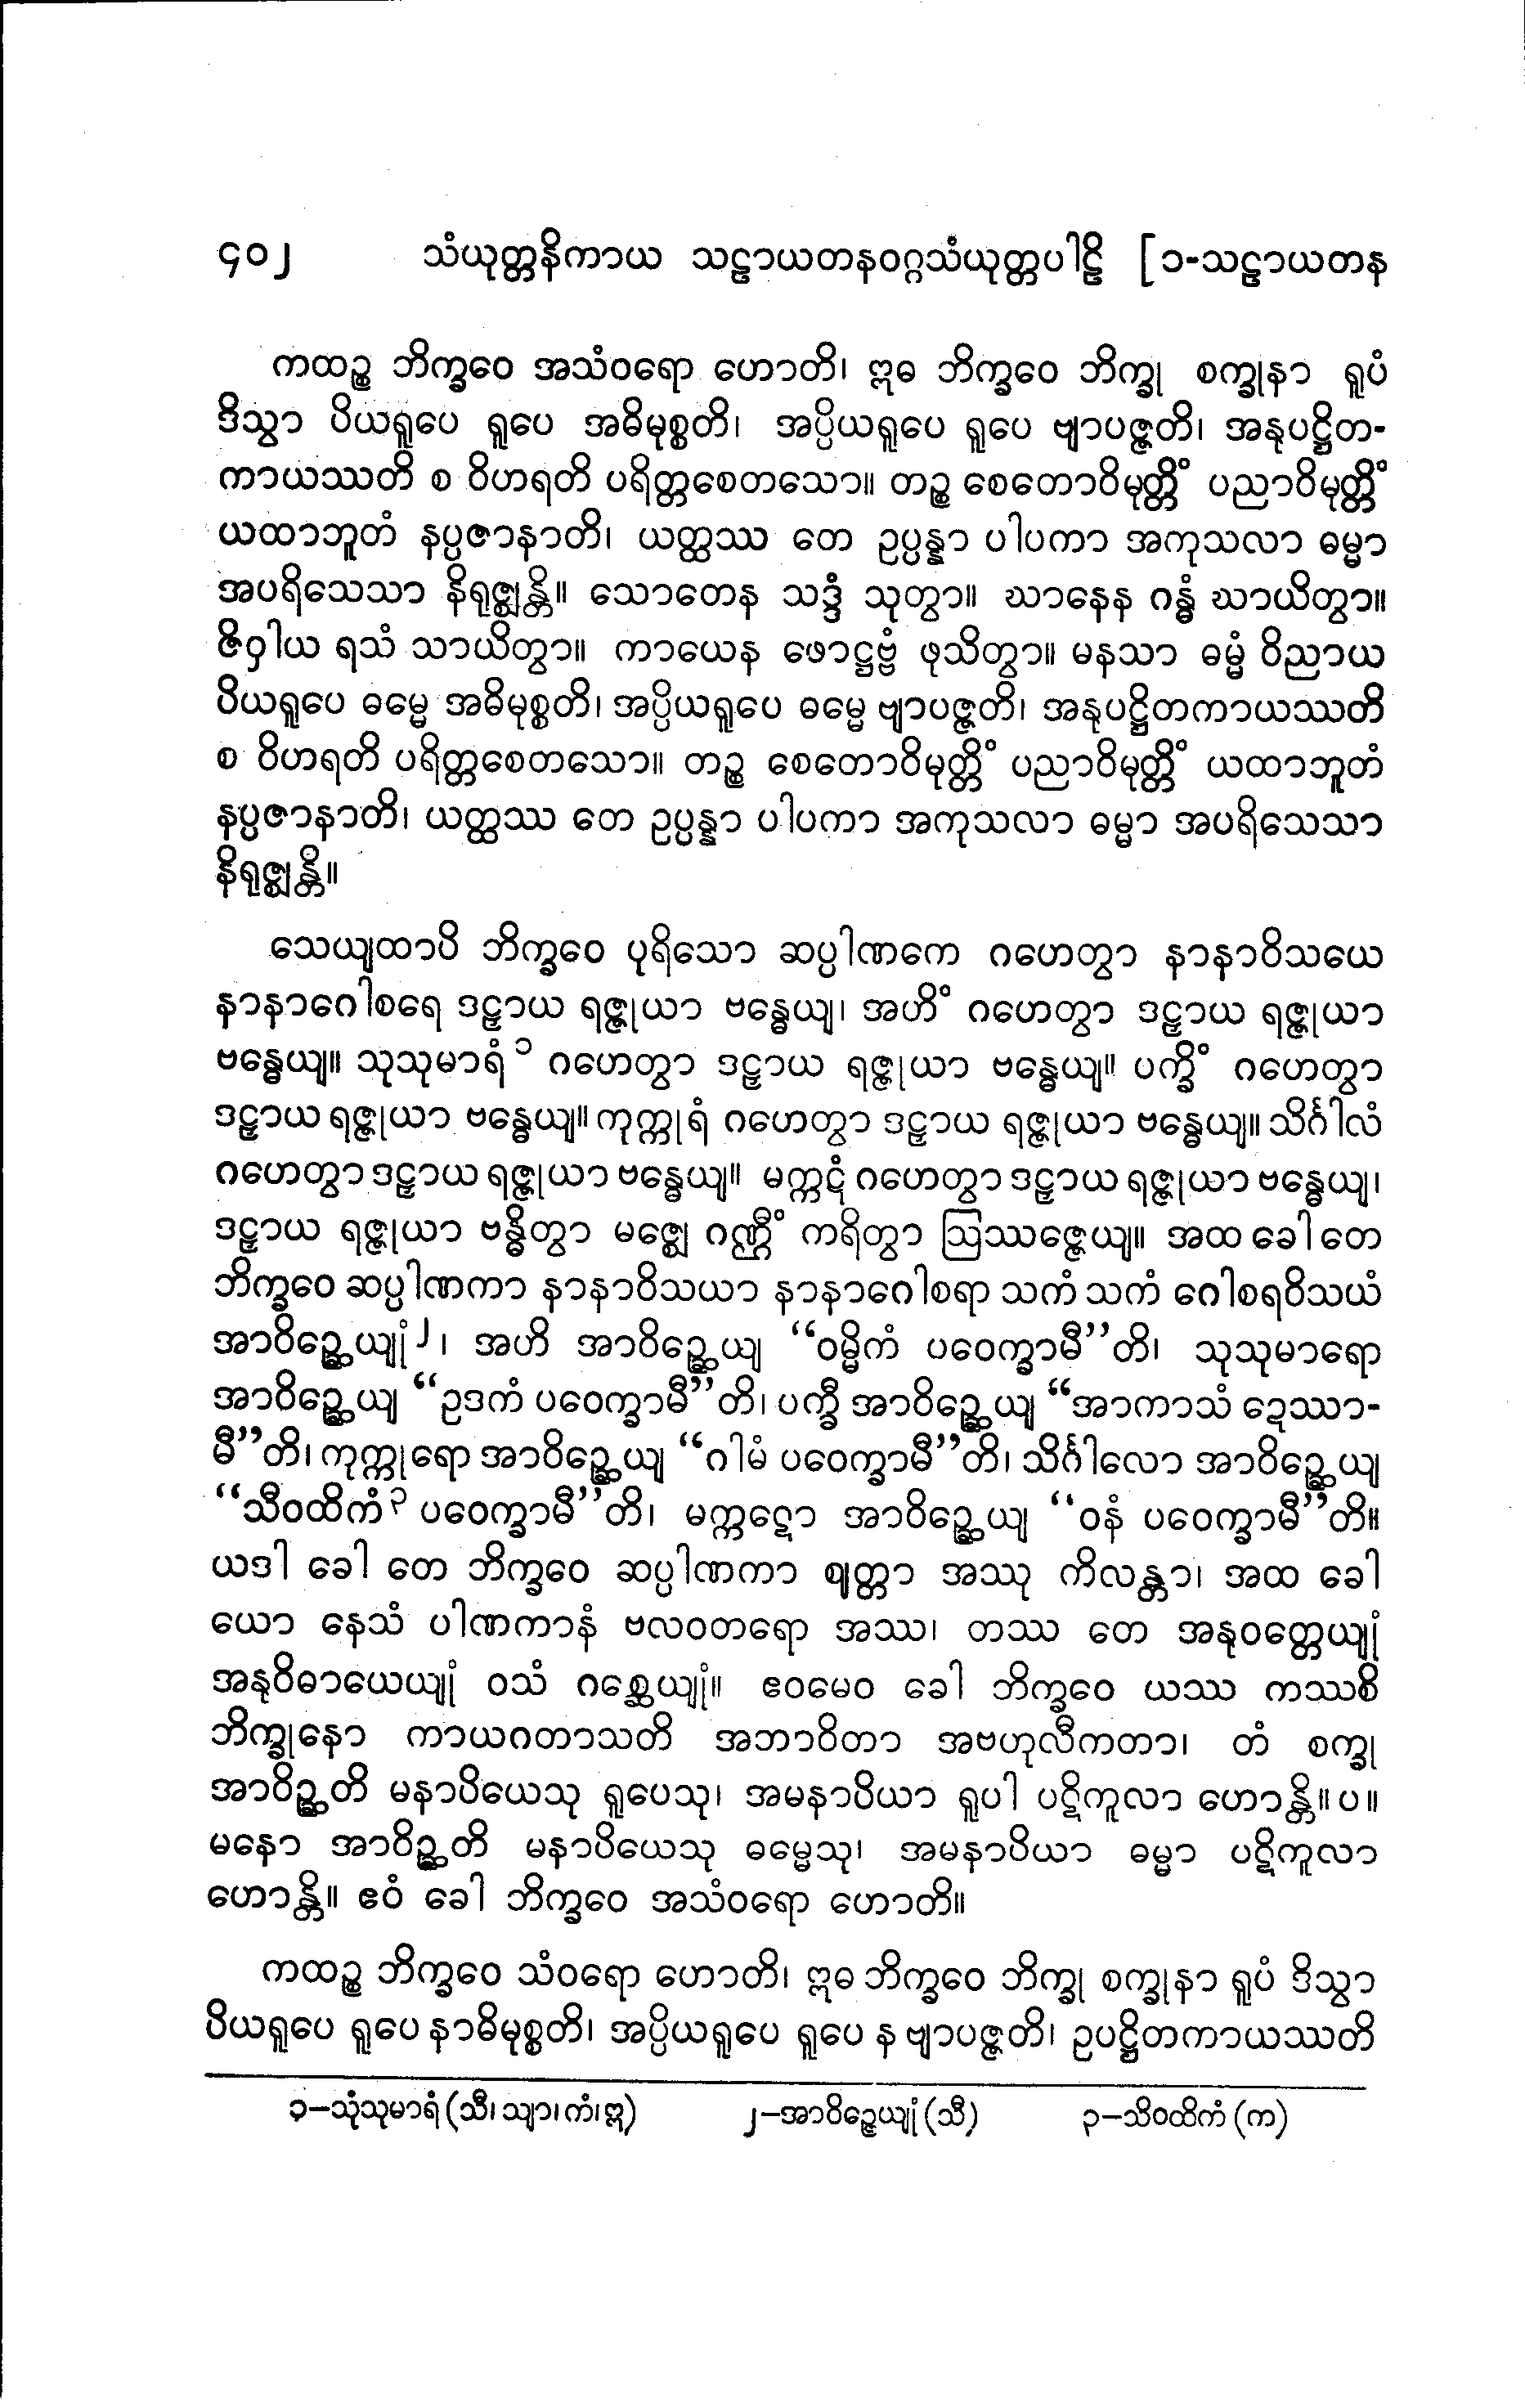 ၄၀၂ သံယုတ္တနိကာယ သဠာယတနဝဂ္ဂသံယုတ္တပါဠိ [၁-သဠာယတန
ကထဉ္စ ဘိက္ခဝေ အသံဝရော ဟောတိ၊ ဣဓ ဘိက္ခဝေ ဘိက္ခု စက္ခုနာ ရူပံ
ဒိသွာ ပိယရူပေ ရူပေ အဓိမုစ္စတိ၊ အပ္ပိယရူပေ ရူပေ ဗျာပဇ္ဇတိ၊ အနုပဋ္ဌိတ-
ကာယဿတိ စ ဝိဟရတိ ပရိတ္တစေတသော။ တဉ္စ စေတောဝိမုတ္တိံ ပညာဝိမုတ္တိံ
ယထာဘူတံ နပ္ပဇာနာတိ၊ ယတ္ထဿ တေ ဥပ္ပန္နာ ပါပကာ အကုသလာ ဓမ္မာ
အပရိသေသာ နိရုဇ္ဈန္တိ။ သောတေန သဒ္ဒံ သုတွာ။ ဃာနေန ဂန္ဓံ ဃာယိတွာ။
ဇိဝှါယ ရသံ သာယိတွာ။ ကာယေန ဖောဋ္ဌဗ္ဗံ ဖုသိတွာ။ မနသာ ဓမ္မံ ဝိညာယ
ပိယရူပေ ဓမ္မေ အဓိမုစ္စတိ၊ အပ္ပိယရူပေ ဓမ္မေ ဗျာပဇ္ဇတိ၊ အနုပဋ္ဌိတကာယဿတိ
စ ဝိဟရတိ ပရိတ္တစေတသော။ တဉ္စ စေတောဝိမုတ္တိံ ပညာဝိမုတ္တိံ ယထာဘူတံ
နပ္ပဇာနာတိ၊ ယတ္ထဿ တေ ဥပ္ပန္နာ ပါပကာ အကုသလာ ဓမ္မာ အပရိသေသာ
နိရုဇ္ဈန္တိ။
သေယျထာပိ ဘိက္ခဝေ ပုရိသော ဆပ္ပါဏကေ ဂဟေတွာ နာနာဝိသယေ
နာနာဂေါစရေ ဒဠှာယ ရဇ္ဇုယာ ဗန္ဓေယျ၊ အဟိံ ဂဟေတွာ ဒဠှာယ ရဇ္ဇုယာ
ဗန္ဓေယျ။ သုသုမာရံ၁ ဂဟေတွာ ဒဠှာယ ရဇ္ဇုယာ ဗန္ဓေယျ။ ပက္ခိံ ဂဟေတွာ
ဒဠှာယ ရဇ္ဇုယာ ဗန္ဓေယျ။ ကုက္ကုရံ ဂဟေတွာ ဒဠှာယ ရဇ္ဇုယာ ဗန္ဓေယျ။ သိင်္ဂါလံ
ဂဟေတွာ ဒဠှာယ ရဇ္ဇုယာ ဗန္ဓေယျ။ မက္ကဋံ ဂဟေတွာ ဒဠှာယ ရဇ္ဇုယာ ဗန္ဓေယျ၊
ဒဠှာယ ရဇ္ဇုယာ ဗန္ဓိတွာ မဇ္ဈေ ဂဏ္ဌိံ ကရိတွာ ဩဿဇ္ဇေယျ။ အထ ခေါ တေ
ဘိက္ခဝေ ဆပ္ပါဏကာ နာနာဝိသယာ နာနာဂေါစရာ သကံ သကံ ဂေါစရဝိသယံ
အာဝိဉ္ဆေယျုံ၂၊ အဟိ အာဝိဉ္ဆေယျ “ဝမ္မိကံ ပဝေက္ခာမီ”တိ၊ သုသုမာရော
အာဝိဉ္ဆေယျ “ဥဒကံ ပဝေက္ခာမီ”တိ၊ ပက္ခီ အာဝိဉ္ဆေယျ “အာကာသံ ဍေဿာ-
မီ”တိ၊ ကုက္ကုရော အာဝိဉ္ဆေယျ “ဂါမံ ပဝေက္ခာမီ”တိ၊ သိင်္ဂါလော အာဝိဉ္ဆေယျ
“သီဝထိကံ၃ ပဝေက္ခာမီ”တိ၊ မက္ကဋော အာဝိဉ္ဆေယျ “ဝနံ ပဝေက္ခာမီ”တိ။
ယဒါ ခေါ တေ ဘိက္ခဝေ ဆပ္ပါဏကာ ဈတ္တာ အဿု ကိလန္တာ၊ အထ ခေါ
ယော နေသံ ပါဏကာနံ ဗလဝတရော အဿ၊ တဿ တေ အနုဝတ္တေယျုံ
အနုဝိဓာယေယျုံ ဝသံ ဂစ္ဆေယျုံ။ ဧဝမေဝ ခေါ ဘိက္ခဝေ ယဿ ကဿစိ
ဘိက္ခုနော ကာယဂတာသတိ အဘာဝိတာ အဗဟုလီကတာ၊ တံ စက္ခု
အာဝိဉ္ဆတိ မနာပိယေသု ရူပေသု၊ အမနာပိယာ ရူပါ ပဋိကူလာ ဟောန္တိ။ ပ။
မနော အာဝိဉ္ဆတိ မနာပိယေသု ဓမ္မေသု၊ အမနာပိယာ ဓမ္မာ ပဋိကူလာ
ဟောန္တိ။ ဧဝံ ခေါ ဘိက္ခဝေ အသံဝရော ဟောတိ။
ကထဉ္စ ဘိက္ခဝေ သံဝရော ဟောတိ၊ ဣဓ ဘိက္ခဝေ ဘိက္ခု စက္ခုနာ ရူပံ ဒိသွာ
ပိယရူပေ ရူပေ နာဓိမုစ္စတိ၊ အပ္ပိယရူပေ ရူပေ န ဗျာပဇ္ဇတိ၊ ဥပဋ္ဌိတကာယဿတိ
၁–သုံသုမာရံ (သီ၊ သျာ၊ ကံ၊ ဣ) ၂–အာဝိဉ္ဇေယျုံ (သီ) ၃–သိဝထိကံ (က)